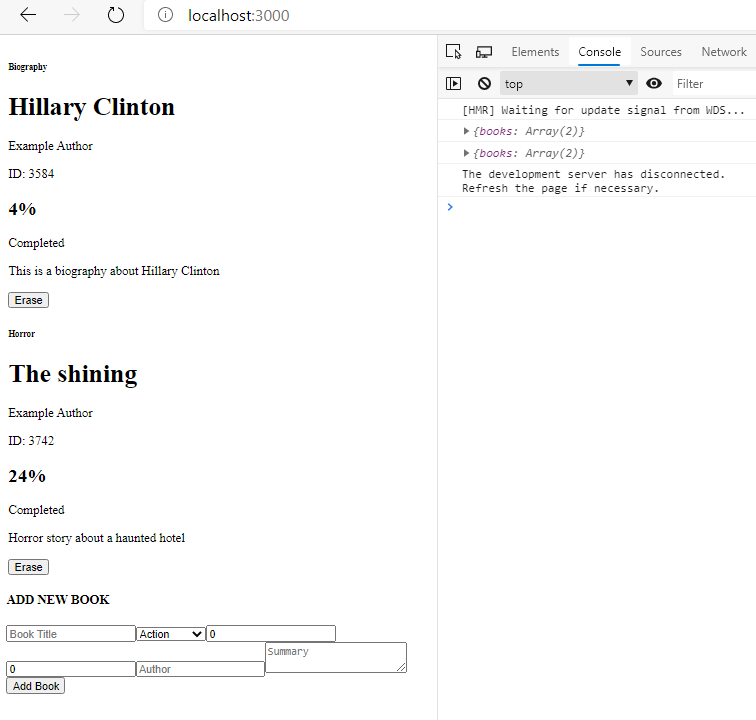 localhost:3000
Elements Console Sources Network
top Filter
[HMR] Waiting for update signal from WDS...
{books: Array(2)}
{books: Array(2)}
The development server has disconnected.
Refresh the page if necessary.
Biography
Hillary Clinton
Example Author
ID: 3584
4%
Completed
This is a biography about Hillary Clinton
Erase
Horror
The shining
Example Author
ID: 3742
24%
Completed
Horror story about a haunted hotel
Erase
ADD NEW BOOK
Book Title Action 0
0 Author Summary
Add Book